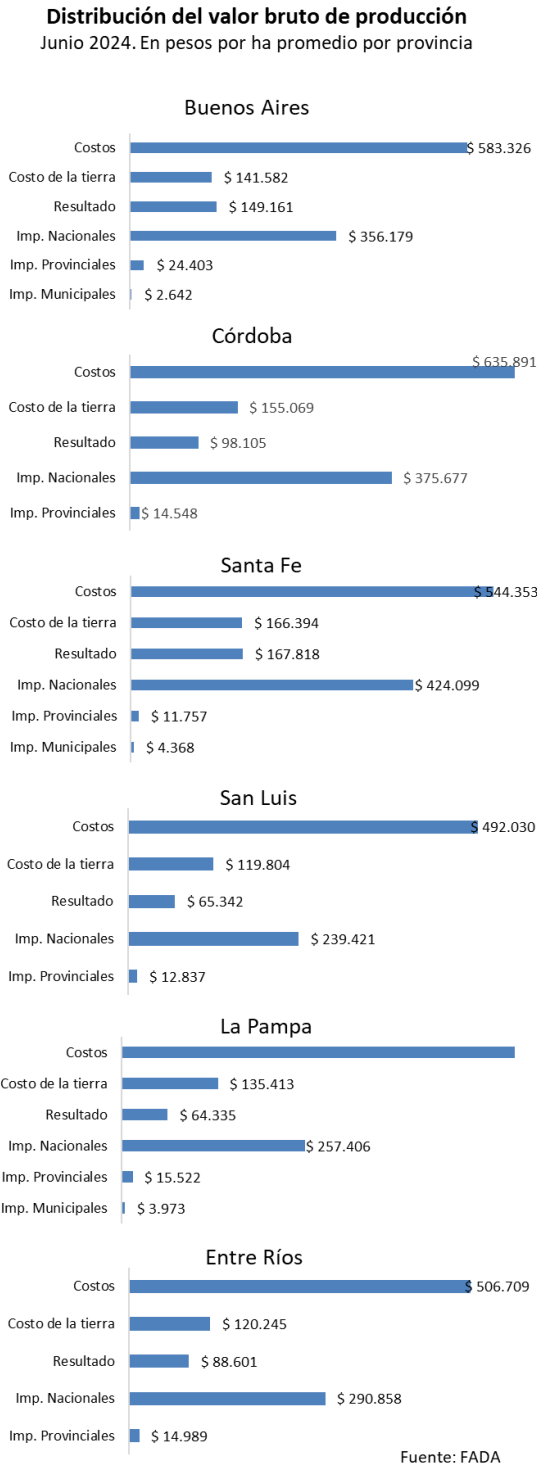 Distribución del valor bruto de producción
Junio 2024. En pesos por ha promedio por provincia
Buenos Aires
Costos $ 583.326
Costo de la tierra $ 141.582
Resultado $ 149.161
Imp. Nacionales $ 356.179
Imp. Provinciales $ 24.403
Imp. Municipales $ 2.642
Córdoba
Costos $ 635.891
Costo de la tierra $ 155.069
Resultado $ 98.105
Imp. Nacionales $ 375.677
Imp. Provinciales $ 14.548
Santa Fe
Costos $ 544.353
Costo de la tierra $ 166.394
Resultado $ 167.818
Imp. Nacionales $ 424.099
Imp. Provinciales $ 11.757
Imp. Municipales $ 4.368
San Luis
Costos $ 492.030
Costo de la tierra $ 119.804
Resultado $ 65.342
Imp. Nacionales $ 239.421
Imp. Provinciales $ 12.837
La Pampa
Costos
Costo de la tierra $ 135.413
Resultado $ 64.335
Imp. Nacionales $ 257.406
Imp. Provinciales $ 15.522
Imp. Municipales $ 3.973
Entre Ríos
Costos $ 506.709
Costo de la tierra $ 120.245
Resultado $ 88.601
Imp. Nacionales $ 290.858
Imp. Provinciales $ 14.989
Fuente: FADA